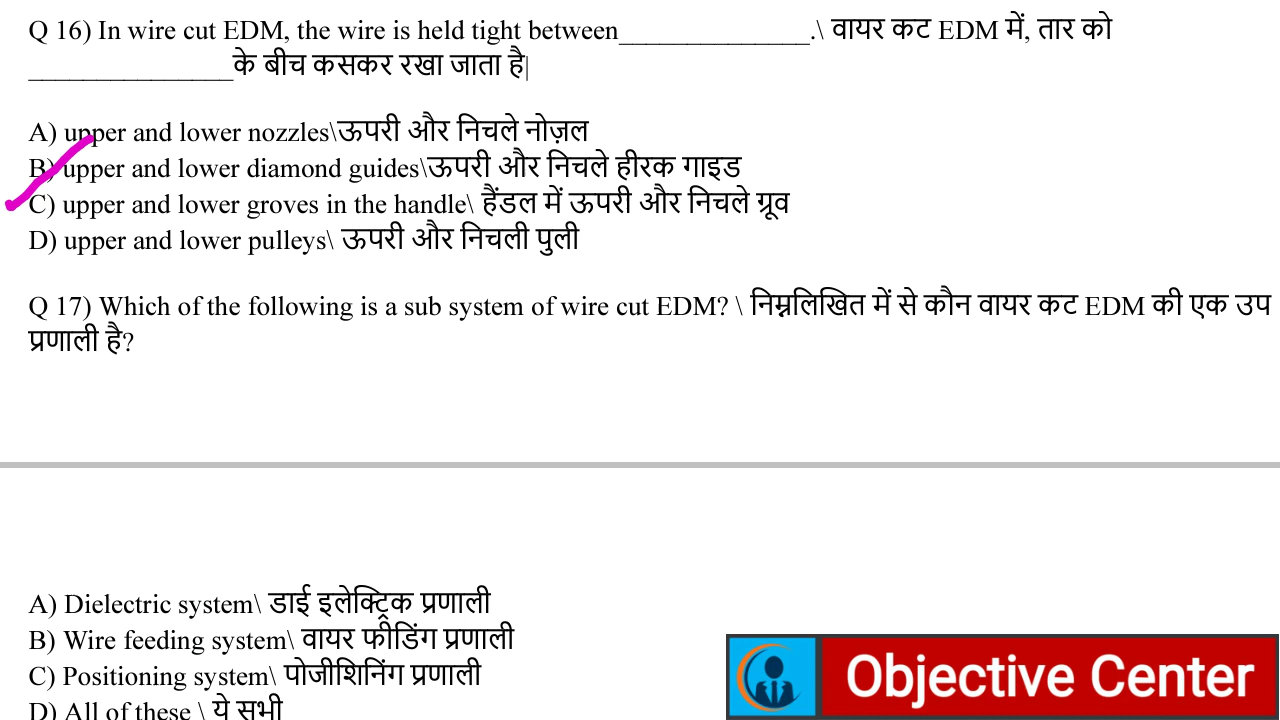 Q 16) In wire cut EDM, the wire is held tight between______________.\ वायर कट EDM में, तार को
_______________के बीच कसकर रखा जाता है|
A) upper and lower nozzles\ऊपरी और निचले नोज़ल
B) upper and lower diamond guides\ऊपरी और निचले हीरक गाइड
C) upper and lower groves in the handle\ हैंडल में ऊपरी और निचले ग्रूव
D) upper and lower pulleys\ ऊपरी और निचली पुली
Q 17) Which of the following is a sub system of wire cut EDM? \ निम्नलिखित में से कौन वायर कट EDM की एक उप
प्रणाली है?
A) Dielectric system\ डाई इलेक्ट्रिक प्रणाली
B) Wire feeding system\ वायर फीडिंग प्रणाली
C) Positioning system\ पोजीशिनिंग प्रणाली
D) All of these \ ये सभी
Objective Center